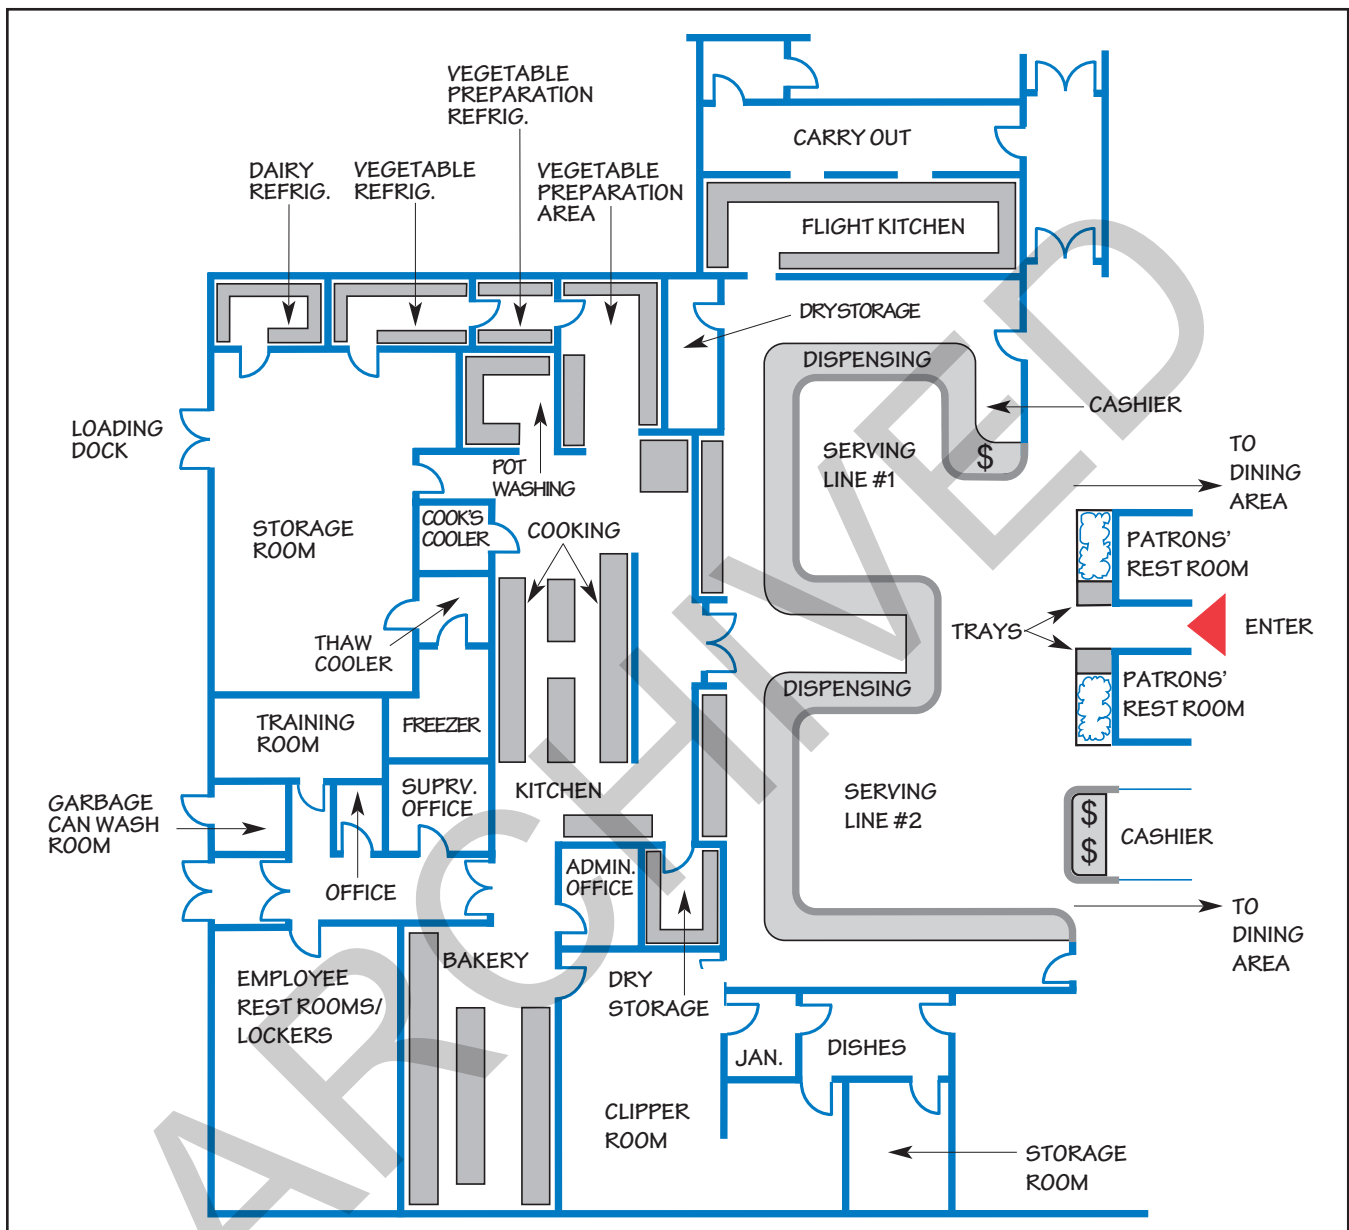 VEGETABLE
PREPARATION
REFRIG.
CARRY OUT
DAIRY
REFRIG.
VEGETABLE
REFRIG.
VEGETABLE
PREPARATION
AREA
FLIGHT KITCHEN
DRY STORAGE
DISPENSING
CASHIER
LOADING
DOCK
SERVING
LINE #1
$
TO
DINING
AREA
POT
WASHING
STORAGE
ROOM
COOK'S
COOLER
COOKING
PATRONS'
REST ROOM
TRAYS
ENTER
THAW
COOLER
DISPENSING
PATRONS'
REST ROOM
TRAINING
ROOM
FREEZER
GARBAGE
CAN WASH
ROOM
SUPRV.
OFFICE
KITCHEN
SERVING
LINE #2
$
$
CASHIER
OFFICE
ADMIN.
OFFICE
TO
DINING
AREA
EMPLOYEE
REST ROOMS/
LOCKERS
BAKERY
DRY
STORAGE
JAN.
DISHES
CLIPPER
ROOM
STORAGE
ROOM
ARCHIVED